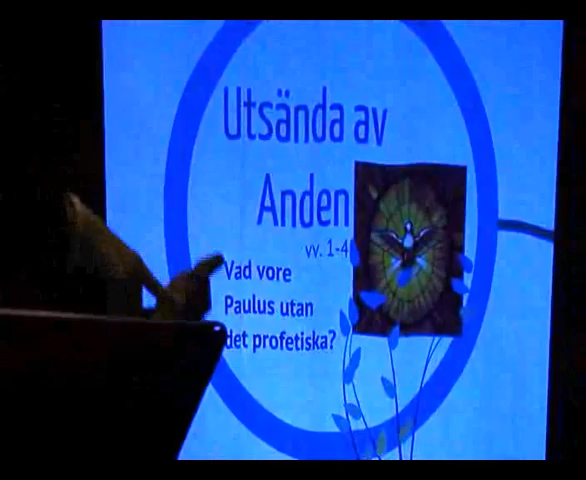 Utsända av
Anden
vv. 1-4
Vad vore
Paulus utan
det profetiska?